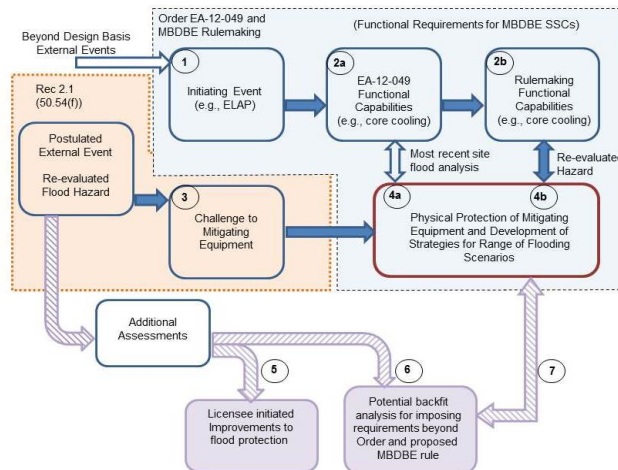 Order EA-12-049 and
MBDBE Rulemaking
(Functional Requirements for MBDBE SSCs)
Beyond Design Basis
External Events
1
Initiating Event
(e.g., ELAP)
2a
EA-12-049
Functional
Capabilities
(e.g., core cooling)
2b
Rulemaking
Functional
Capabilities
(e.g., core cooling)
Rec 2.1
(50.54(f))
Postulated
External Event
Re-evaluated
Flood Hazard
Most recent site
flood analysis
Re-evaluated
Hazard
3
Challenge to
Mitigating
Equipment
4a
4b
Physical Protection of Mitigating
Equipment and Development of
Strategies for Range of Flooding
Scenarios
Additional
Assessments
5
6
7
Licensee initiated
Improvements to
flood protection
Potential backfit
analysis for imposing
requirements beyond
Order and proposed
MBDBE rule